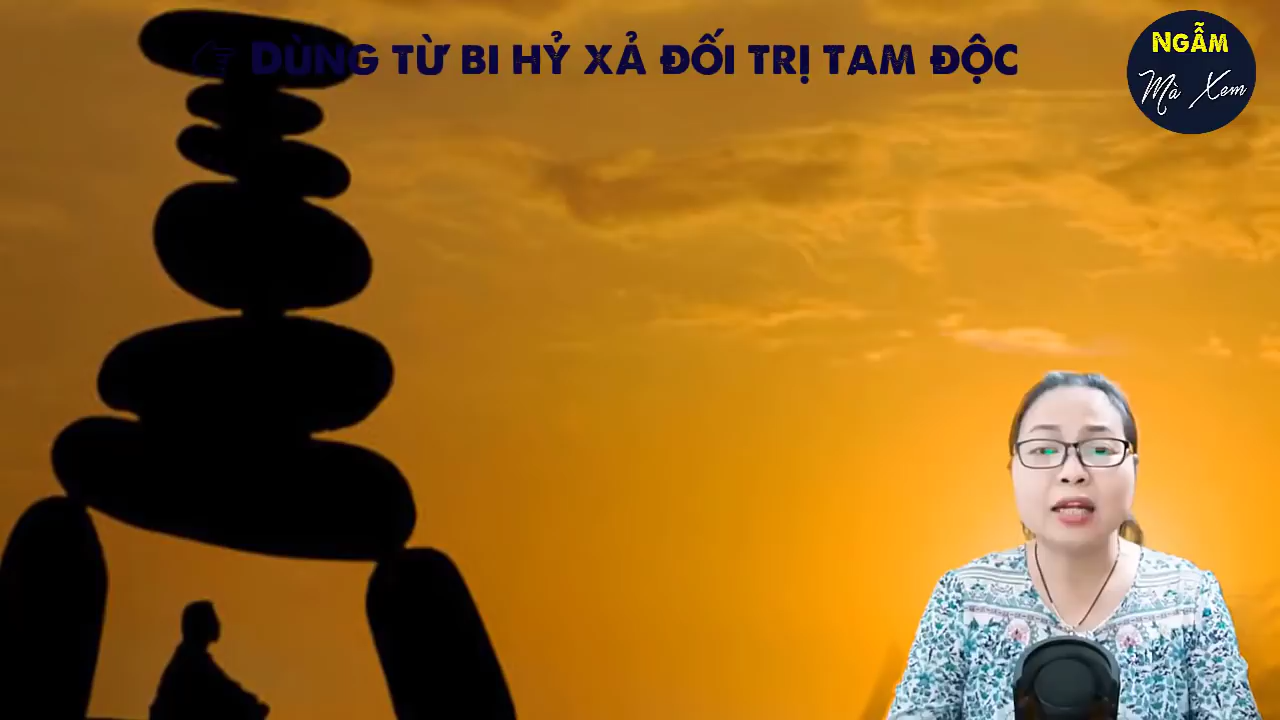 ☞ DÙNG TỪ BI HỶ XẢ ĐỐI TRỊ TAM ĐỘC
NGẪM
Mà Xem